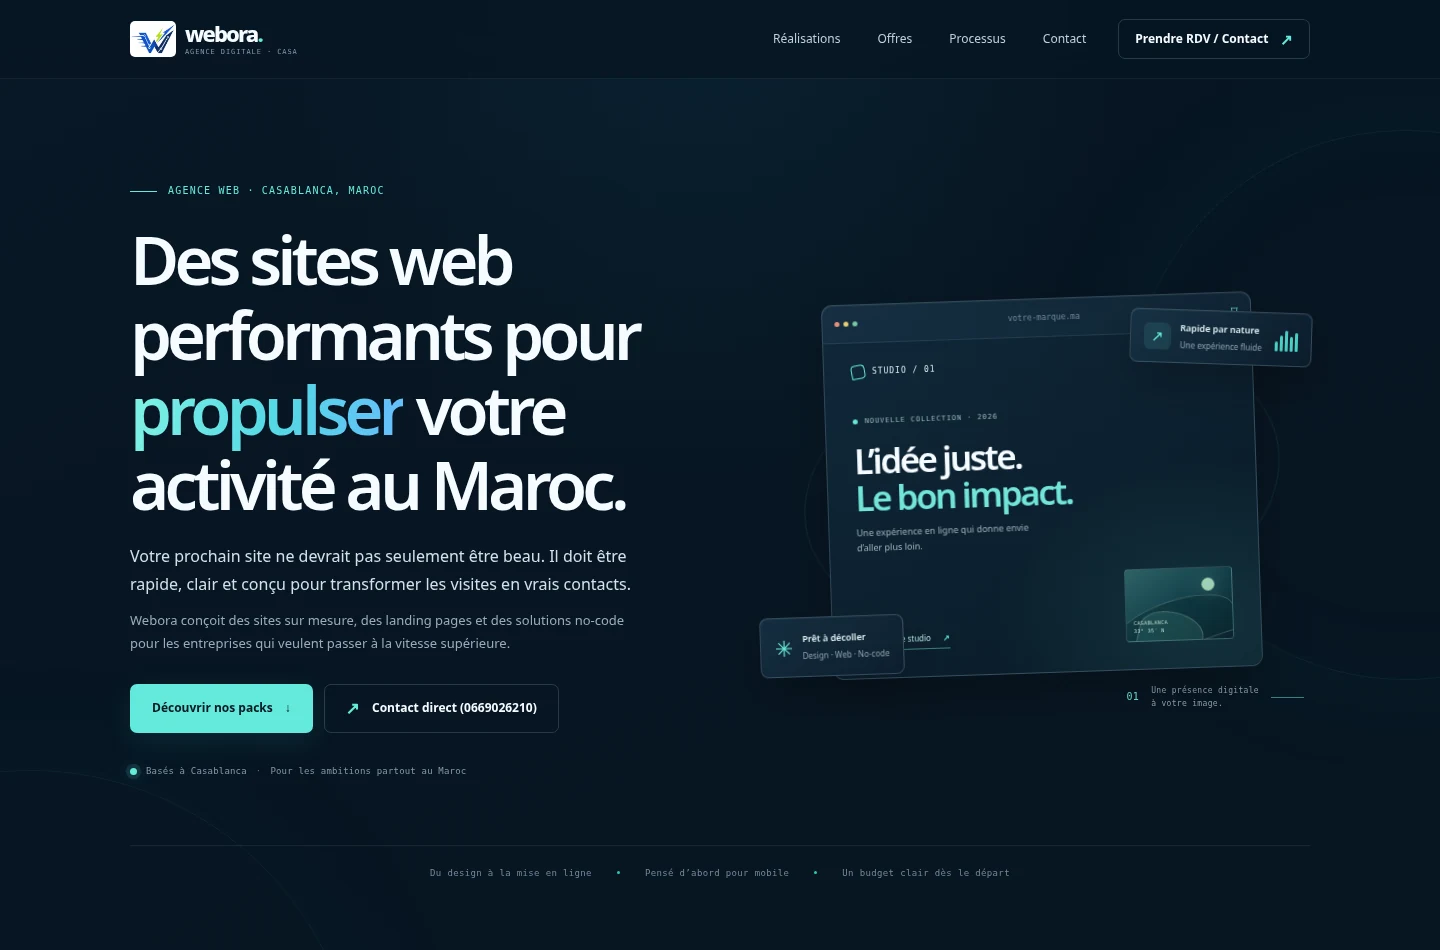 webora.
AGENCE DIGITALE · CASA
Réalisations
Offres
Processus
Contact
Prendre RDV / Contact ↗
AGENCE WEB · CASABLANCA, MAROC
Des sites web
performants pour
propulser votre
activité au Maroc.
Votre prochain site ne devrait pas seulement être beau. Il doit être
rapide, clair et conçu pour transformer les visites en vrais contacts.
Webora conçoit des sites sur mesure, des landing pages et des solutions no-code
pour les entreprises qui veulent passer à la vitesse supérieure.
Découvrir nos packs ↓
↗ Contact direct (0669026210)
Basés à Casablanca · Pour les ambitions partout au Maroc
votre-marque.ma
↗ Rapide par nature
Une expérience fluide
STUDIO / 01
NOUVELLE COLLECTION · 2026
L’idée juste.
Le bon impact.
Une expérience en ligne qui donne envie
d’aller plus loin.
CASABLANCA
33° 35′ N
Prêt à décoller
Design · Web · No-code
studio ↗
01
Une présence digitale
à votre image.
Du design à la mise en ligne • Pensé d’abord pour mobile • Un budget clair dès le départ